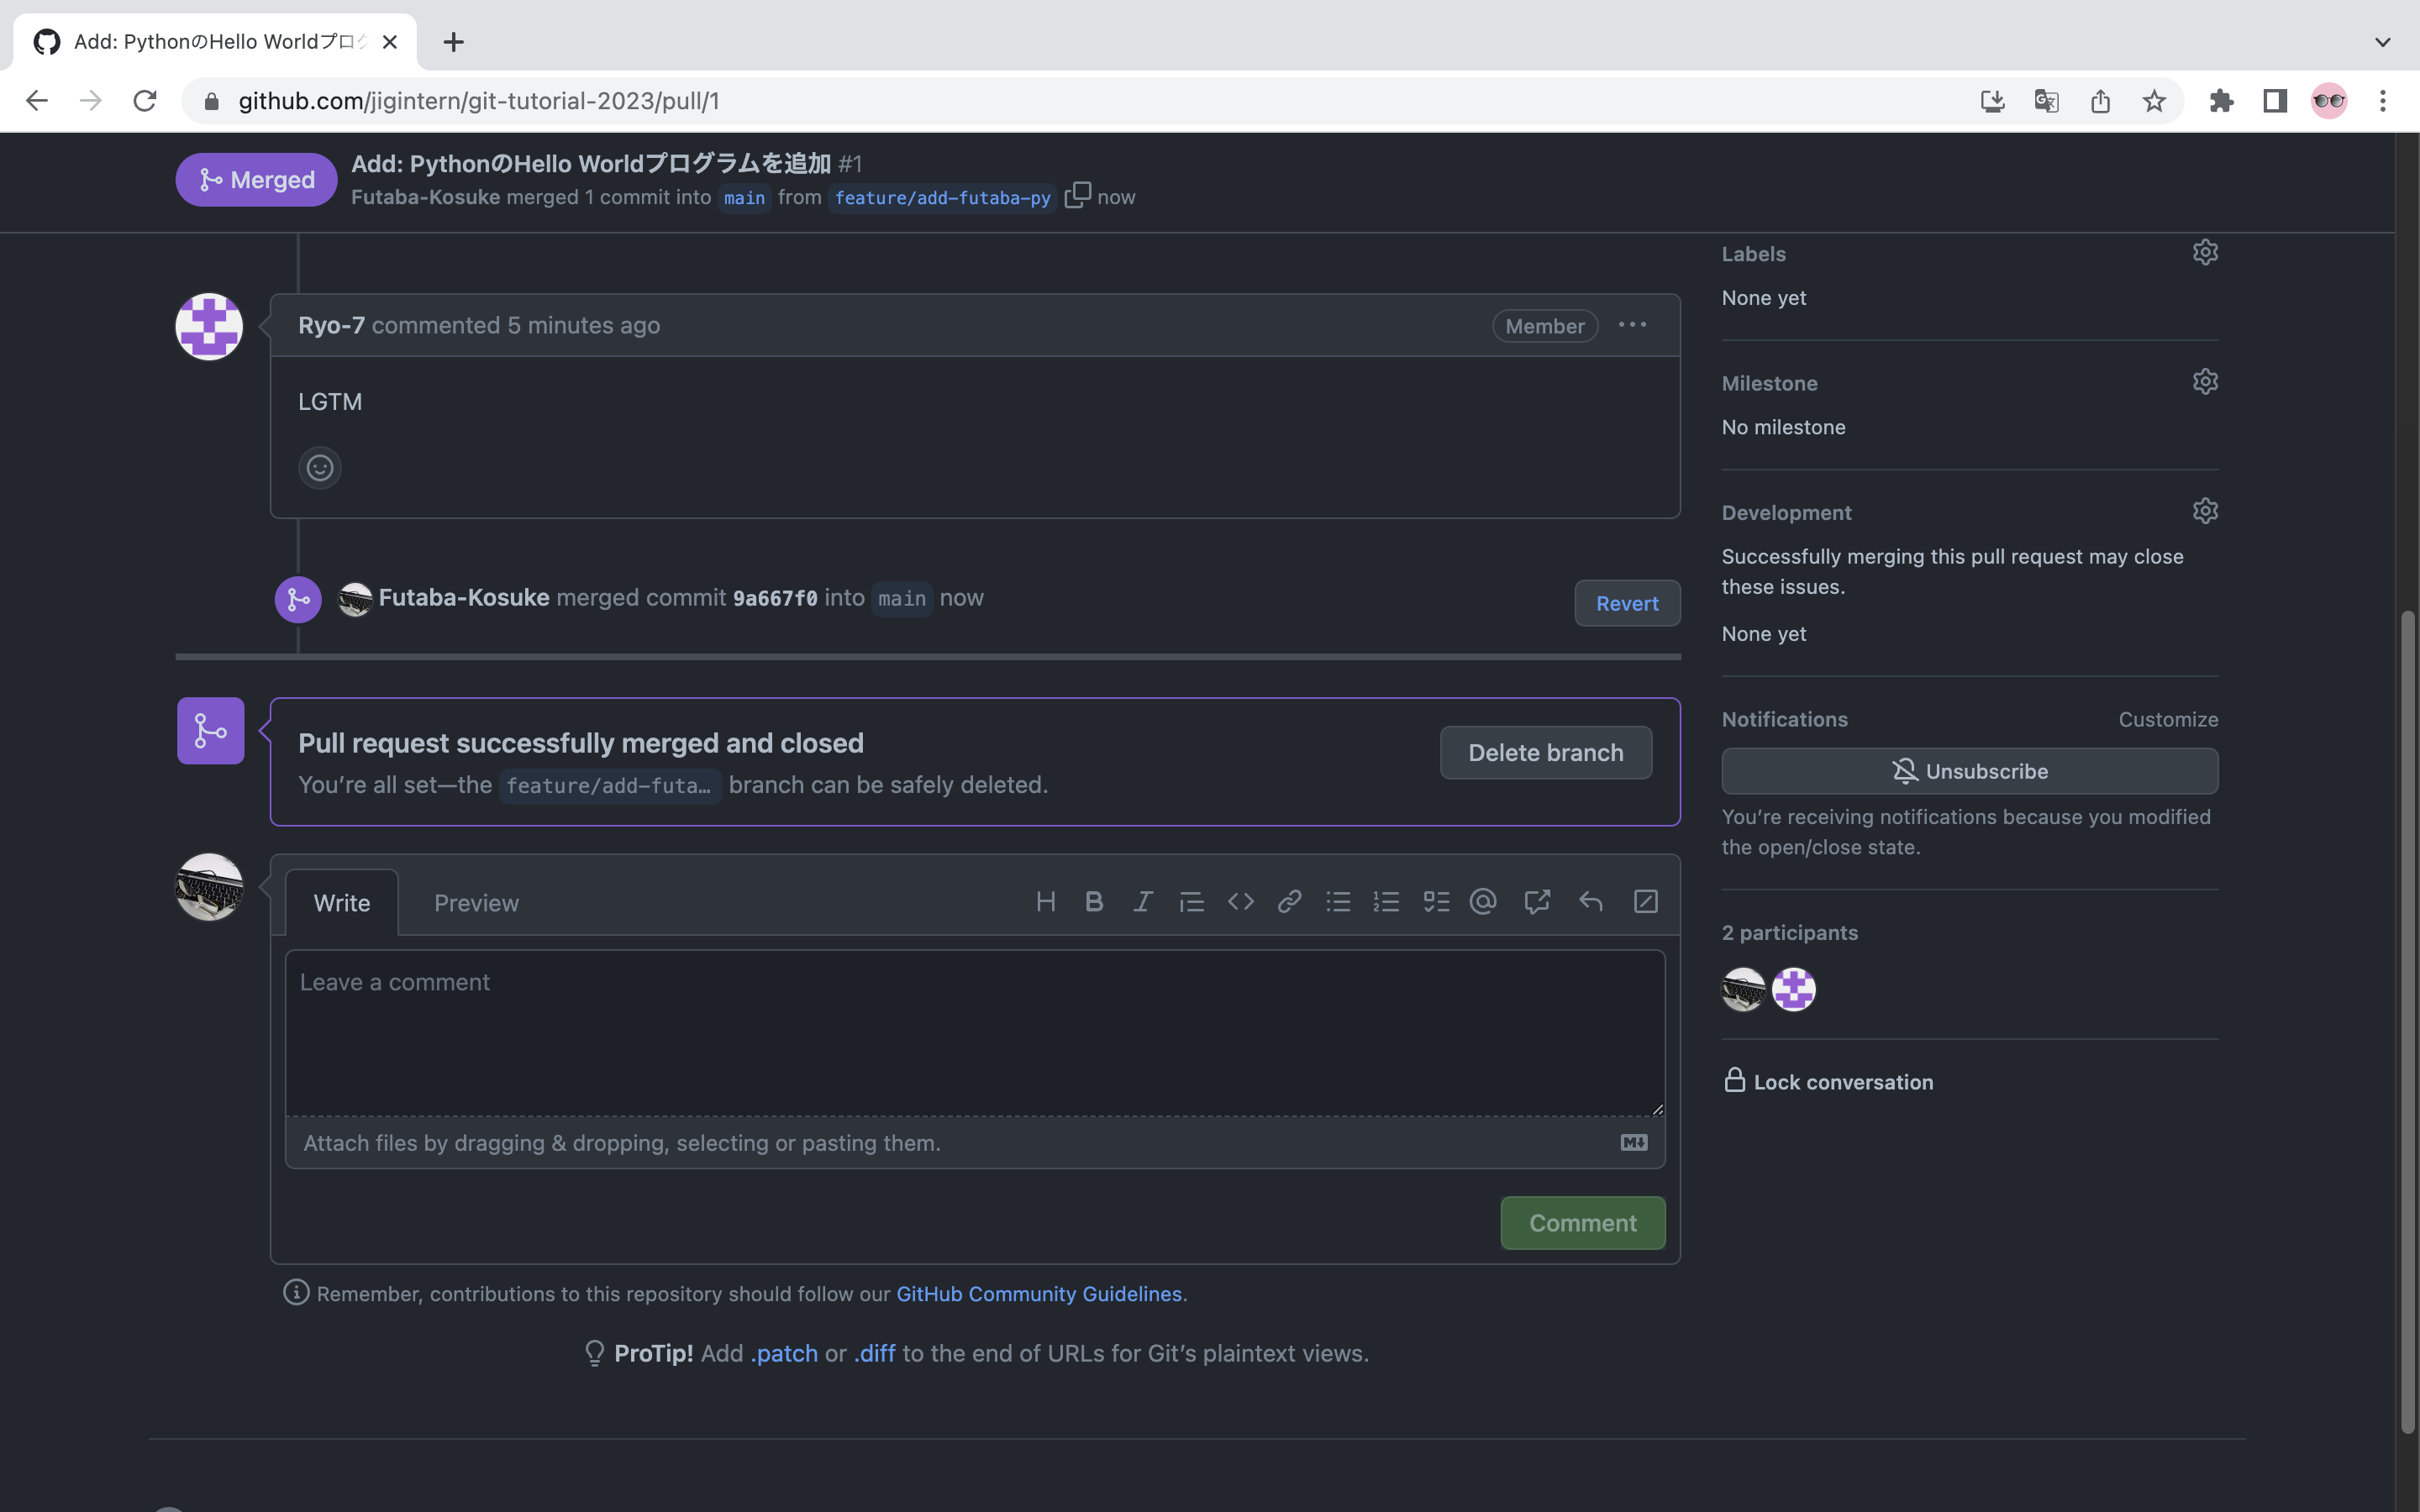 Add: PythonのHello Worldプログ
github.com/jigintern/git-tutorial-2023/pull/1
Merged
Add: PythonのHello Worldプログラムを追加 #1
Futaba-Kosuke merged 1 commit into main from feature/add-futaba-py now
Ryo-7 commented 5 minutes ago
Member
LGTM
Futaba-Kosuke merged commit 9a667f0 into main now
Revert
Pull request successfully merged and closed
You’re all set—the feature/add-futa… branch can be safely deleted.
Delete branch
Write
Preview
Leave a comment
Attach files by dragging & dropping, selecting or pasting them.
Comment
Remember, contributions to this repository should follow our GitHub Community Guidelines.
ProTip! Add .patch or .diff to the end of URLs for Git’s plaintext views.
Labels
None yet
Milestone
No milestone
Development
Successfully merging this pull request may close
these issues.
None yet
Notifications
Customize
Unsubscribe
You’re receiving notifications because you modified
the open/close state.
2 participants
Lock conversation